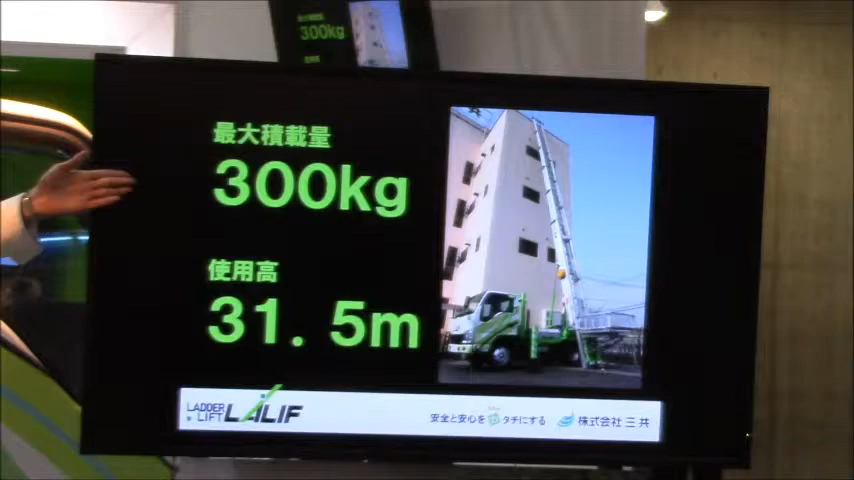 300kg
最大積載量
300kg
使用高
31.5m
LADDER LIFT LALIF
安全と安心を カタチにする
株式会社 三共